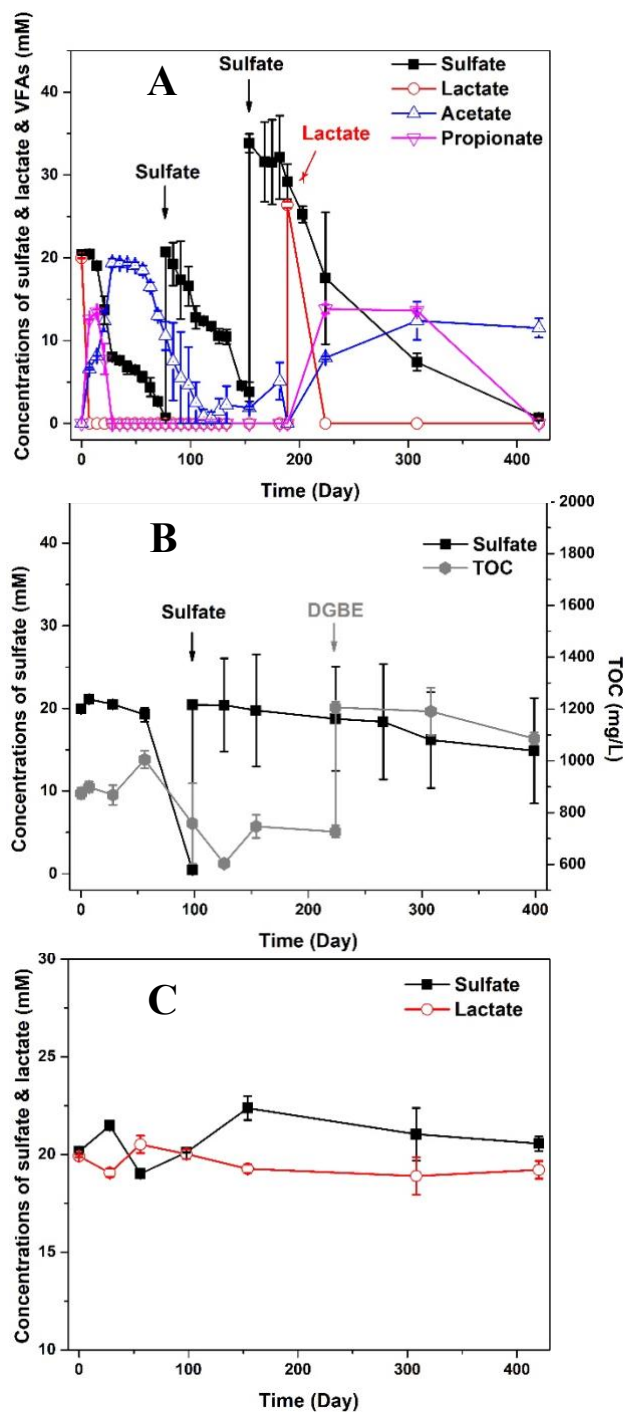 A
Sulfate
Sulfate
Lactate
Sulfate
Lactate
Acetate
Propionate
Concentrations of sulfate & lactate & VFAs (mM)
40
30
20
10
0
0
100
200
300
400
Time (Day)
B
Sulfate
TOC
Sulfate
DGBE
Concentrations of sulfate (mM)
40
30
20
10
0
2000
1800
1600
1400
1200
1000
800
600
TOC (mg/L)
0
100
200
300
400
Time (Day)
C
Sulfate
Lactate
Concentrations of sulfate & lactate (mM)
30
25
20
15
10
0
100
200
300
400
Time (Day)